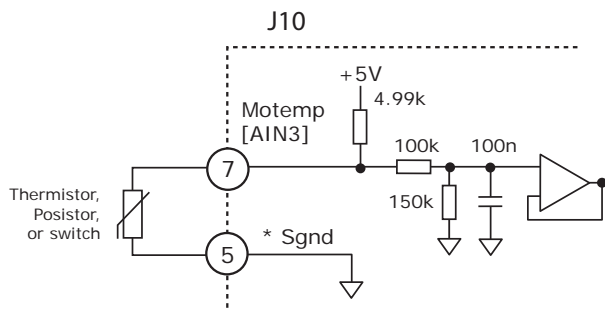 J10
+5V
4.99k
Motemp
[AIN3]
100k
100n
7
150k
Thermistor,
Posistor,
or switch
* Sgnd
5